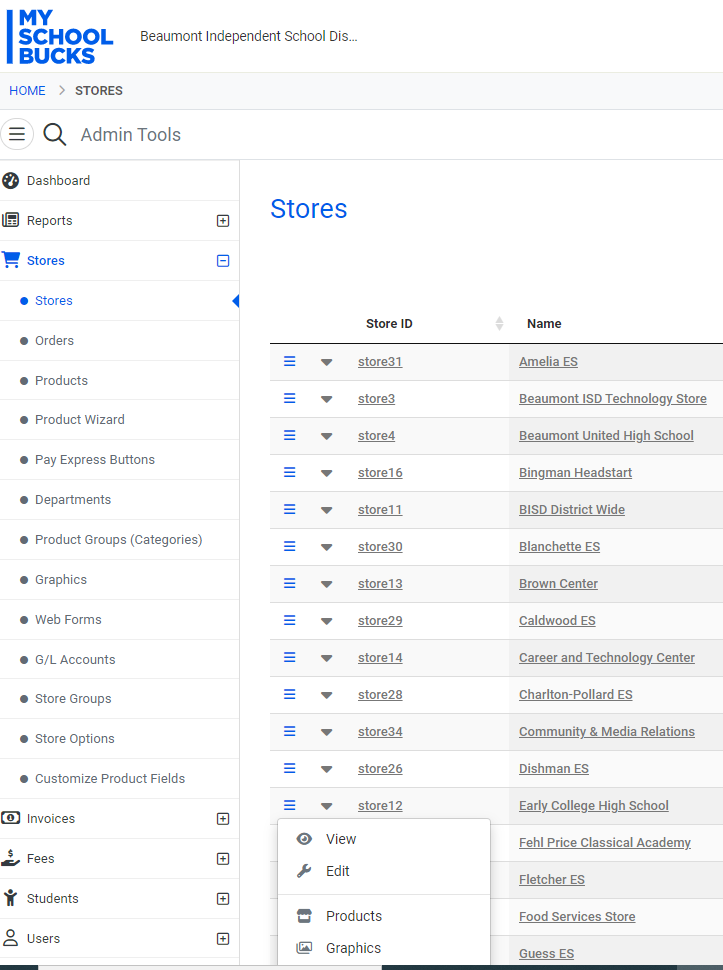 MY
SCHOOL
BUCKS
Beaumont Independent School Dis...
HOME > STORES
Admin Tools
Dashboard
Reports
Stores
Stores
Orders
Products
Product Wizard
Pay Express Buttons
Departments
Product Groups (Categories)
Graphics
Web Forms
G/L Accounts
Store Groups
Store Options
Customize Product Fields
Invoices
Fees
Students
Users
Stores
Store ID Name
store31 Amelia ES
store3 Beaumont ISD Technology Store
store4 Beaumont United High School
store16 Bingman Headstart
store11 BISD District Wide
store30 Blanchette ES
store13 Brown Center
store29 Caldwood ES
store14 Career and Technology Center
store28 Charlton-Pollard ES
store34 Community & Media Relations
store26 Dishman ES
store12 Early College High School
Fehl Price Classical Academy
Fletcher ES
Food Services Store
Guess ES
View
Edit
Products
Graphics